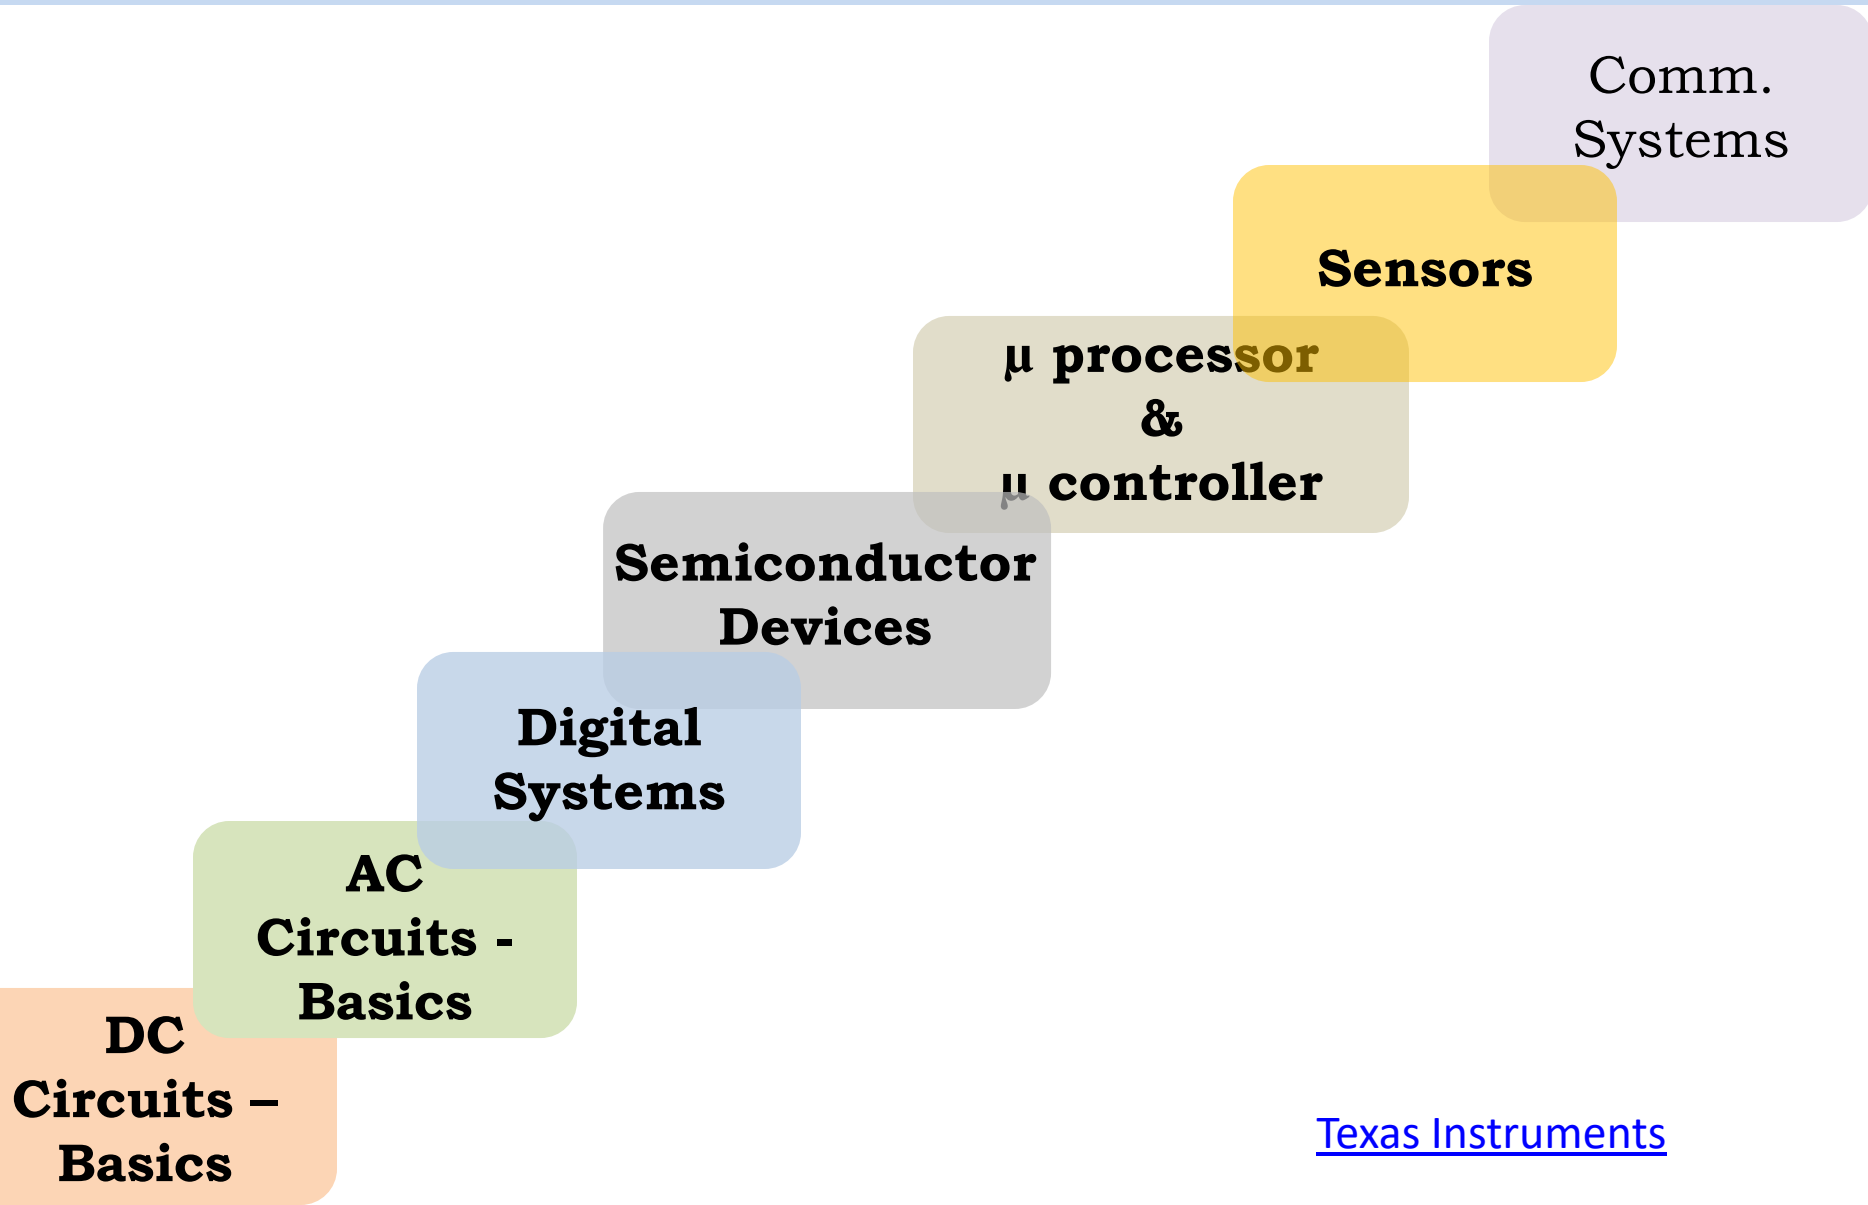 Comm.
Systems
Sensors
µ processor
&
µ controller
Semiconductor
Devices
Digital
Systems
AC
Circuits -
Basics
DC
Circuits –
Basics
Texas Instruments